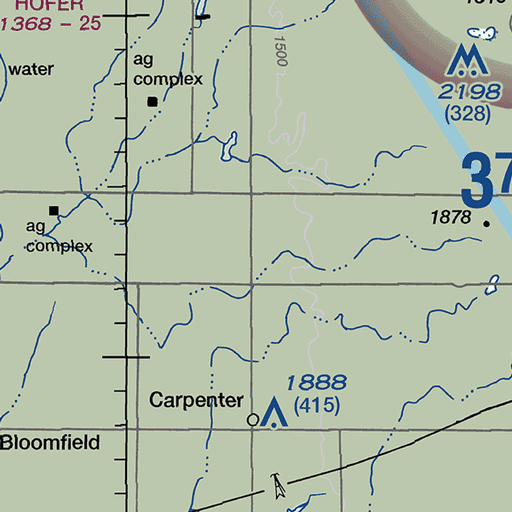 HOFER
1368 - 25
water
ag
complex
1500
2198
(328)
37
1878
ag
complex
1888
(415)
Carpenter
Bloomfield